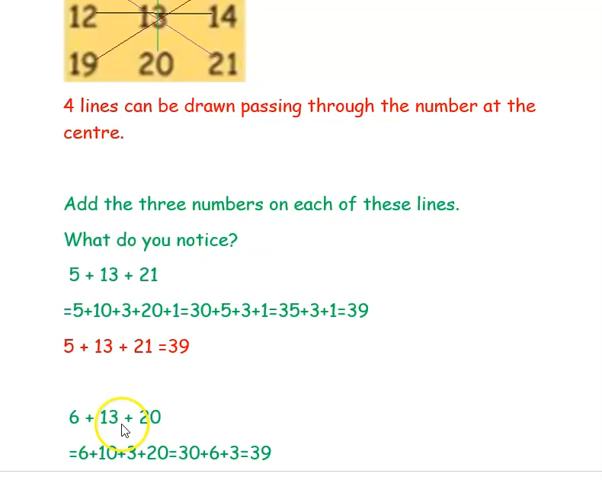 12 13 14
19 20 21
4 lines can be drawn passing through the number at the
centre.
Add the three numbers on each of these lines.
What do you notice?
5 + 13 + 21
=5+10+3+20+1=30+5+3+1=35+3+1=39
5 + 13 + 21 =39
6 + 13 + 20
=6+10+3+20=30+6+3=39